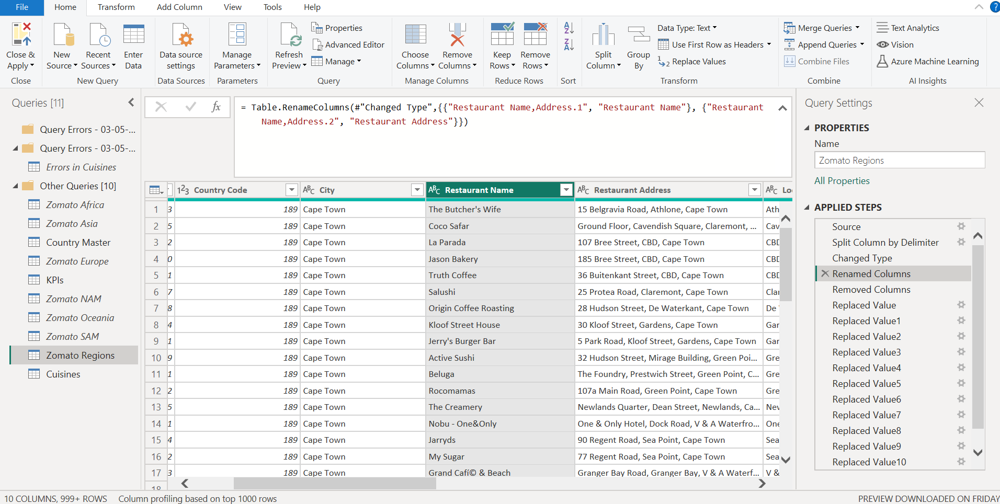 File Home Transform Add Column View Tools Help
Close & Apply
New Source
Recent Sources
Enter Data
Data source settings
Manage Parameters
Refresh Preview
Properties
Advanced Editor
Manage
Choose Columns
Remove Columns
Keep Rows
Remove Rows
Split Column
Group By
Data Type: Text
Use First Row as Headers
Replace Values
Merge Queries
Append Queries
Combine Files
Text Analytics
Vision
Azure Machine Learning
Close New Query Data Sources Parameters Query Manage Columns Reduce Rows Sort Transform Combine AI Insights
Queries [11]
Query Errors - 03-05-...
Query Errors - 03-05-...
Errors in Cuisines
Other Queries [10]
Zomato Africa
Zomato Asia
Country Master
Zomato Europe
KPIs
Zomato NAM
Zomato Oceania
Zomato SAM
Zomato Regions
Cuisines
fx
= Table.RenameColumns(#"Changed Type",{{"Restaurant Name,Address.1", "Restaurant Name"}, {"Restaurant
Name,Address.2", "Restaurant Address"}})
123 Country Code ABC City ABC Restaurant Name ABC Restaurant Address ABC Lo
1 3 189 Cape Town The Butcher's Wife 15 Belgravia Road, Athlone, Cape Town Ath
2 5 189 Cape Town Coco Safar Ground Floor, Cavendish Square, Claremont, ... Cav
3 2 189 Cape Town La Parada 107 Bree Street, CBD, Cape Town CBD
4 0 189 Cape Town Jason Bakery 185 Bree Street, CBD, Cape Town CBD
5 1 189 Cape Town Truth Coffee 36 Buitenkant Street, CBD, Cape Town CBD
6 7 189 Cape Town Salushi 25 Protea Road, Claremont, Cape Town Cla
7 8 189 Cape Town Origin Coffee Roasting 28 Hudson Street, De Waterkant, Cape Town De
8 4 189 Cape Town Kloof Street House 30 Kloof Street, Gardens, Cape Town Gar
9 1 189 Cape Town Jerry's Burger Bar 5 Park Road, Kloof Street, Gardens, Cape Town Gar
10 9 189 Cape Town Active Sushi 32 Hudson Street, Mirage Building, Green Poi... Gre
11 1 189 Cape Town Beluga The Foundry, Prestwich Street, Green Point, C... Gre
12 2 189 Cape Town Rocomamas 107a Main Road, Green Point, Cape Town Gre
13 5 189 Cape Town The Creamery Newlands Quarter, Dean Street, Newlands, Ca... Nev
14 1 189 Cape Town Nobu - One&Only One & Only Hotel, Dock Road, V & A Waterfro... One
15 4 189 Cape Town Jarryds 90 Regent Road, Sea Point, Cape Town Sea
16 2 189 Cape Town My Sugar 77 Regent Road, Sea Point, Cape Town Sea
17 3 189 Cape Town Grand Cafí© & Beach Granger Bay Road, Granger Bay, V & A Waterf... V &
18
Query Settings
PROPERTIES
Name
Zomato Regions
All Properties
APPLIED STEPS
Source
Split Column by Delimiter
Changed Type
Renamed Columns
Removed Columns
Replaced Value
Replaced Value1
Replaced Value2
Replaced Value3
Replaced Value4
Replaced Value5
Replaced Value6
Replaced Value7
Replaced Value8
Replaced Value9
Replaced Value10
10 COLUMNS, 999+ ROWS Column profiling based on top 1000 rows PREVIEW DOWNLOADED ON FRIDAY